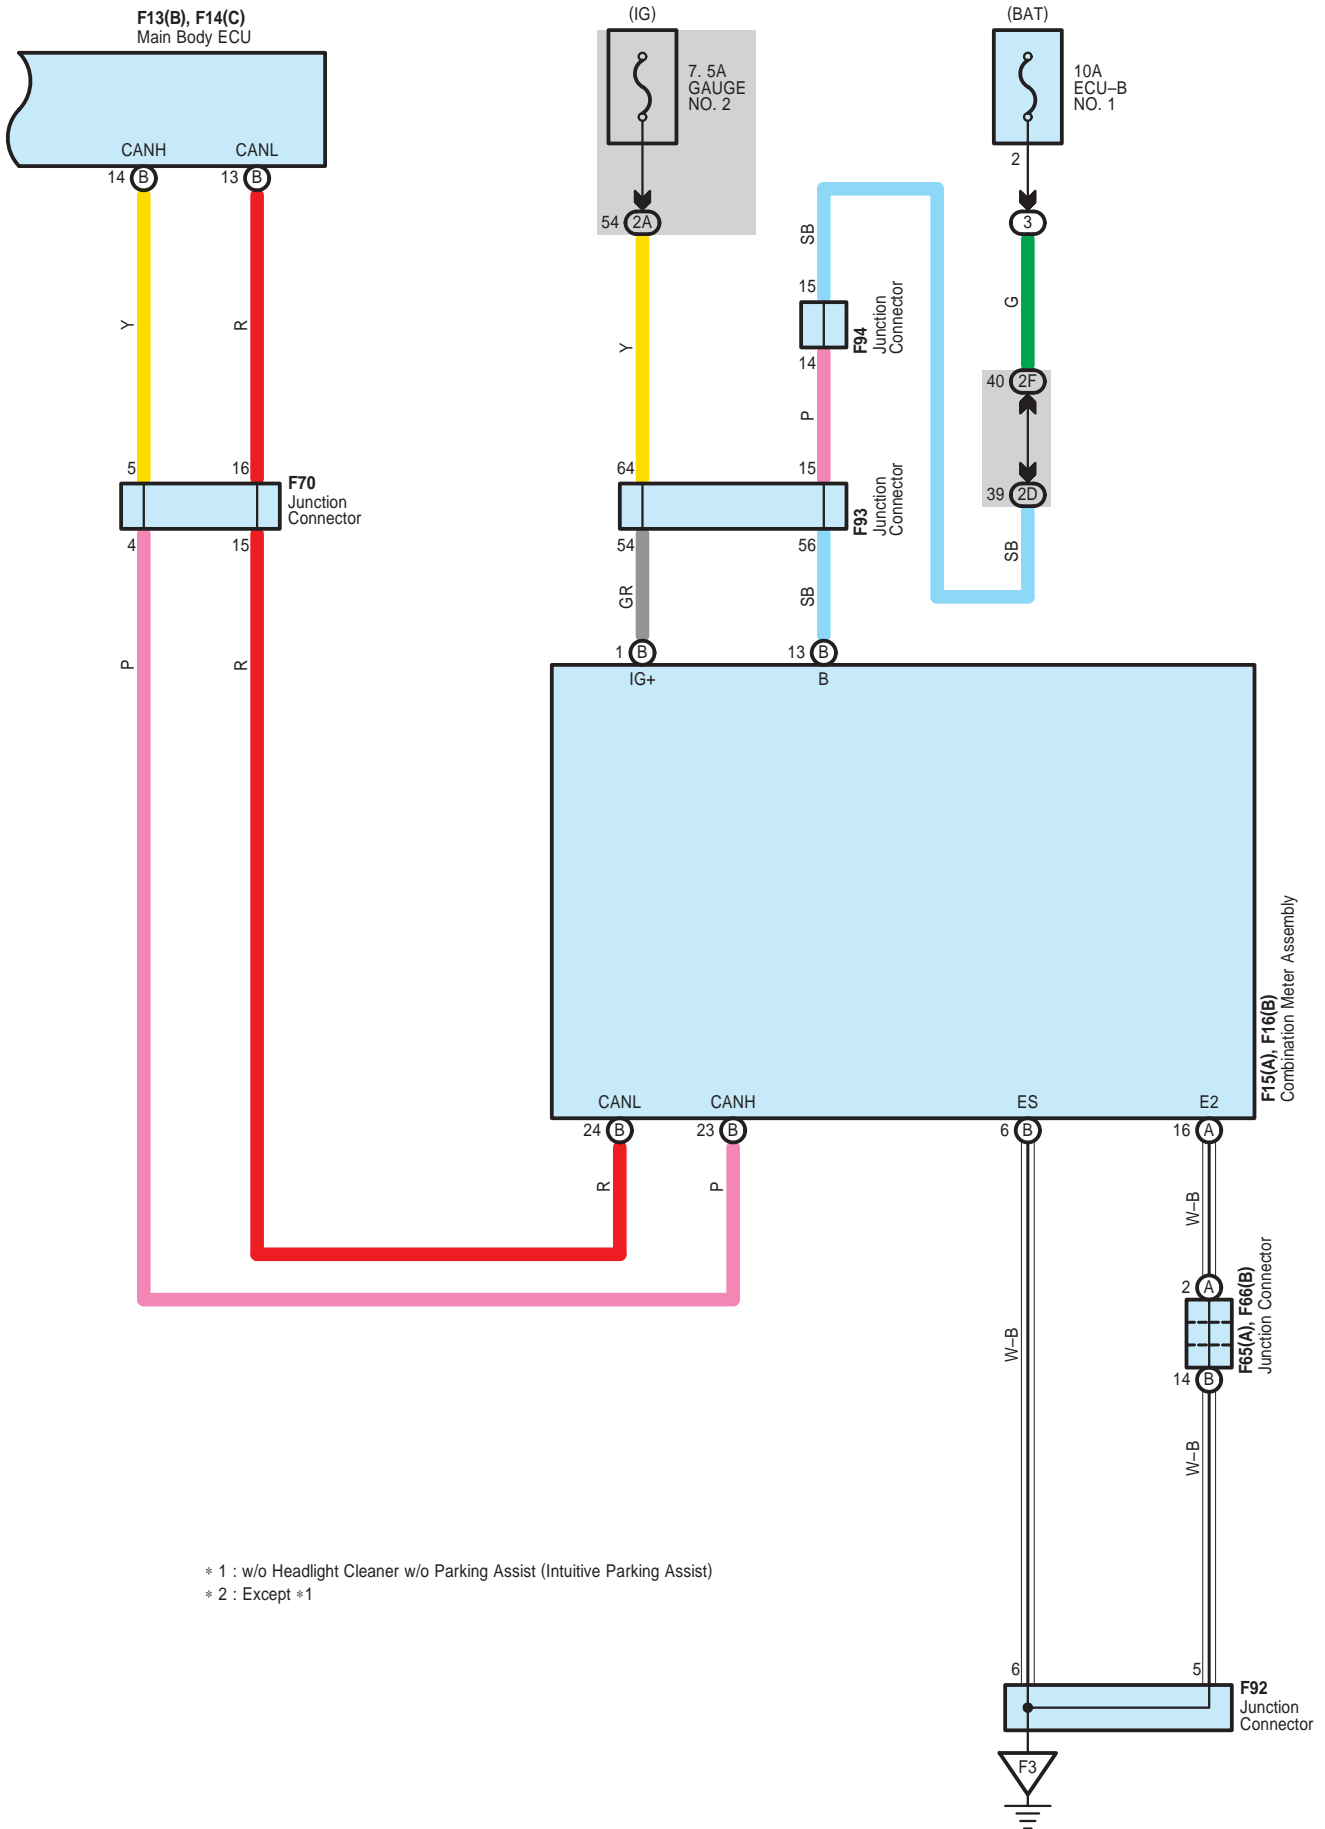 F13(B), F14(C)
Main Body ECU
CANH
CANL
14 B
13 B
Y
R
5
16
F70
Junction
Connector
4
15
P
R
(IG)
7. 5A
GAUGE
NO. 2
54 2A
Y
64
54
GR
1 B
IG+
SB
15
F94
Junction
Connector
14
P
15
F93
Junction
Connector
56
SB
13 B
B
(BAT)
10A
ECU–B
NO. 1
2
3
G
40 2F
39 2D
SB
F15(A), F16(B)
Combination Meter Assembly
CANL
CANH
ES
E2
24 B
23 B
6 B
16 A
R
P
W–B
W–B
2 A
F65(A), F66(B)
Junction Connector
14 B
W–B
∗ 1 : w/o Headlight Cleaner w/o Parking Assist (Intuitive Parking Assist)
∗ 2 : Except ∗1
6
5
F92
Junction
Connector
F3